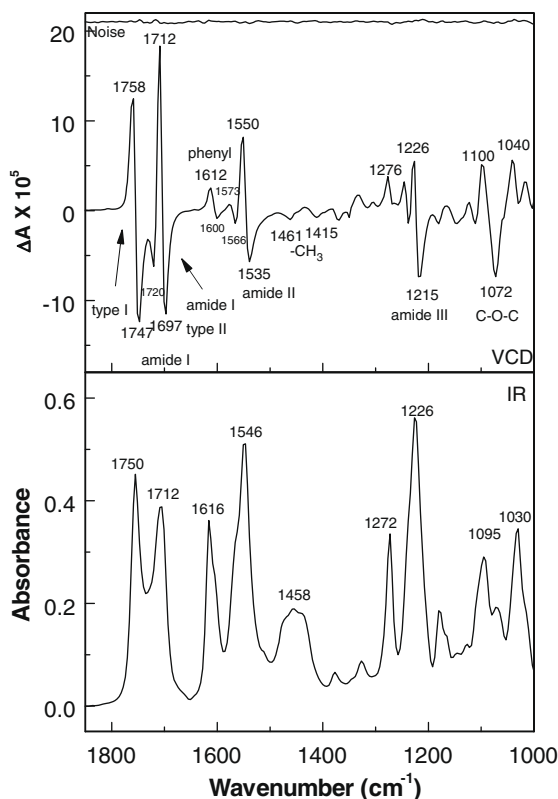 20
Noise
1758
1712
10
phenyl
1612
1573
1550
1276
1226
1100
1040
0
1600
1566
1461
1415
-CH3
1720
1535
amide II
-10
type I
1747
1697
amide I
type II
amide I
1215
amide III
1072
C-O-C
VCD
ΔA X 10⁵
IR
0.6
1226
1546
1750
1712
0.4
1616
1272
1095
1030
1458
0.2
0.0
Absorbance
1800
1600
1400
1200
1000
Wavenumber (cm⁻¹)